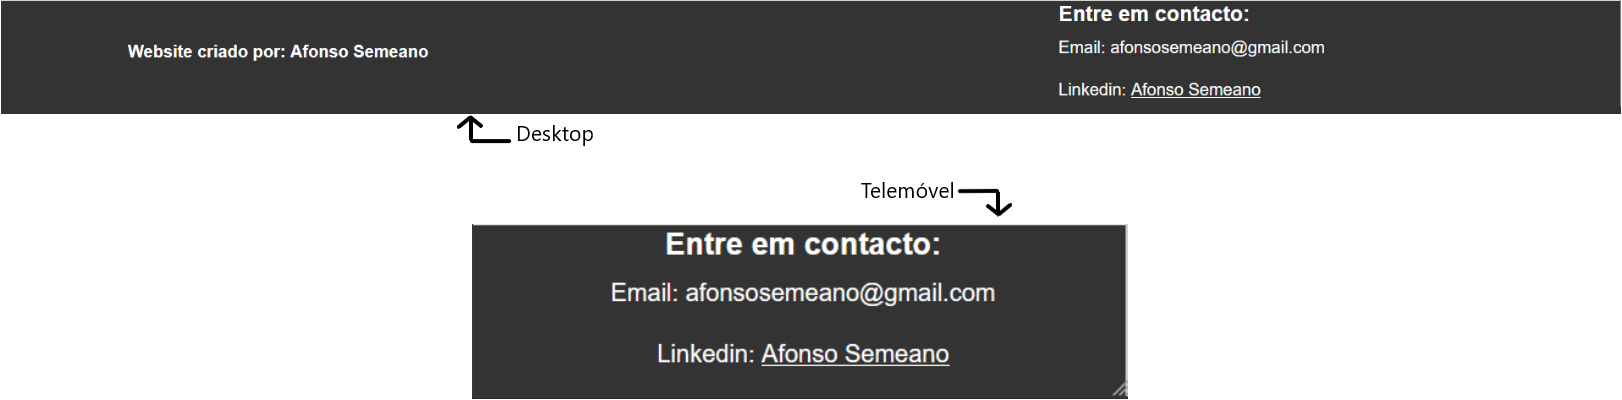 Website criado por: Afonso Semeano
Entre em contacto:
Email: afonsosemeano@gmail.com
Linkedin: Afonso Semeano
Desktop
Telemóvel
Entre em contacto:
Email: afonsosemeano@gmail.com
Linkedin: Afonso Semeano